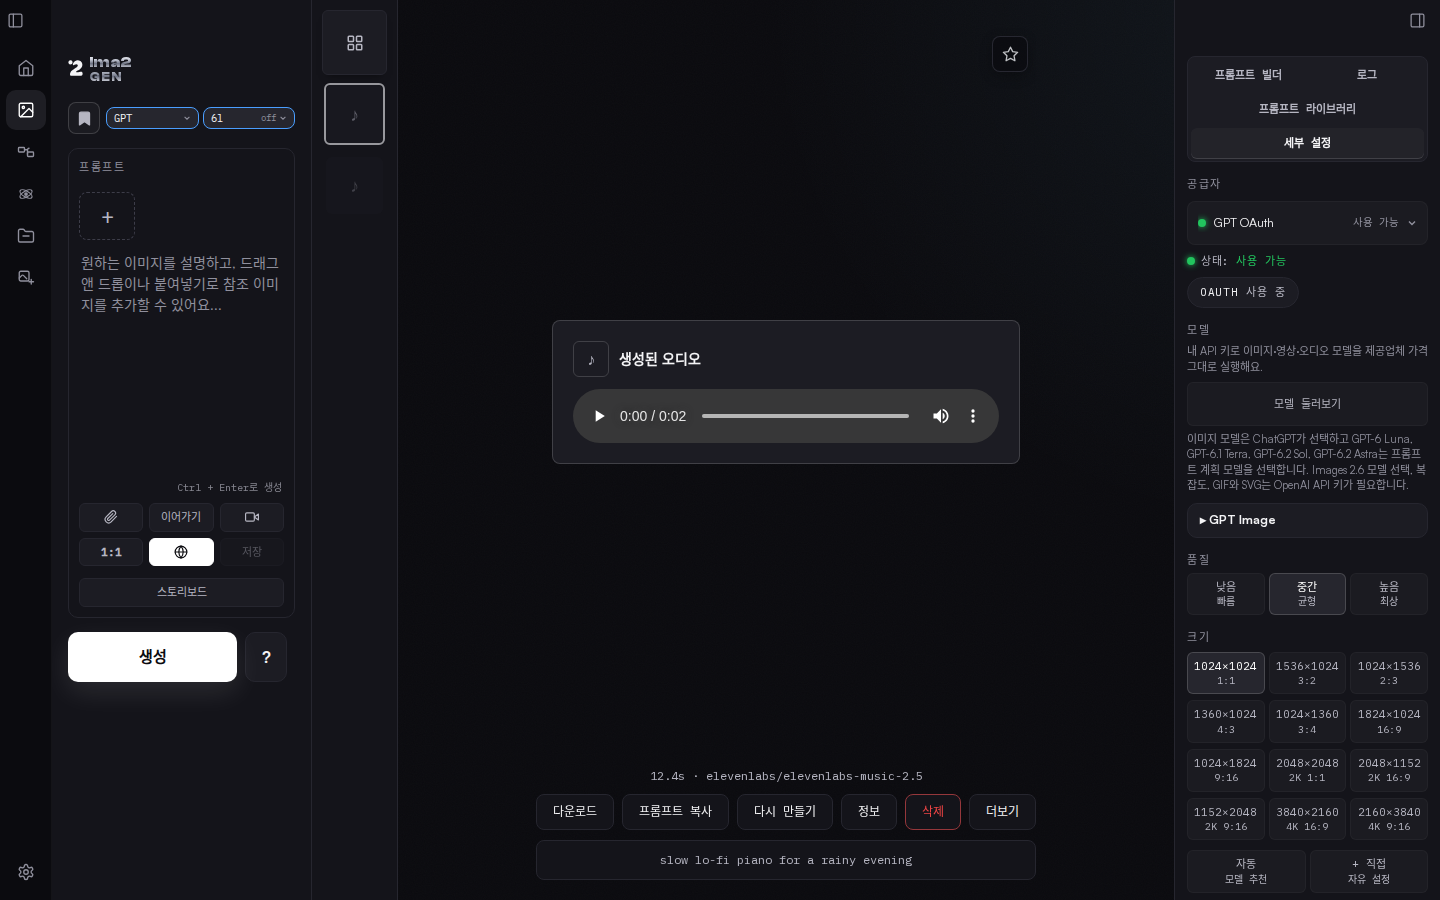 ima2
GEN
GPT
6l off
프롬프트
+
원하는 이미지를 설명하고, 드래그
앤 드롭이나 붙여넣기로 참조 이미
지를 추가할 수 있어요...
Ctrl + Enter로 생성
이어가기
1:1
저장
스토리보드
생성
?
생성된 오디오
0:00 / 0:02
12.4s · elevenlabs/elevenlabs-music-2.5
다운로드
프롬프트 복사
다시 만들기
정보
삭제
더보기
slow lo-fi piano for a rainy evening
프롬프트 빌더
로그
프롬프트 라이브러리
세부 설정
공급자
GPT OAuth 사용 가능
상태: 사용 가능
OAUTH 사용 중
모델
내 API 키로 이미지·영상·오디오 모델을 제공업체 가격
그대로 실행해요.
모델 둘러보기
이미지 모델은 ChatGPT가 선택하고 GPT-6 Luna,
GPT-6.1 Terra, GPT-6.2 Sol, GPT-6.2 Astra는 프롬프
트 계획 모델을 선택합니다. Images 2.6 모델 선택, 복
잡도, GIF와 SVG는 OpenAI API 키가 필요합니다.
▸ GPT Image
품질
낮음
빠름
중간
균형
높음
최상
크기
1024×1024
1:1
1536×1024
3:2
1024×1536
2:3
1360×1024
4:3
1024×1360
3:4
1824×1024
16:9
1024×1824
9:16
2048×2048
2K 1:1
2048×1152
2K 16:9
1152×2048
2K 9:16
3840×2160
4K 16:9
2160×3840
4K 9:16
자동
모델 추천
+ 직접
자유 설정